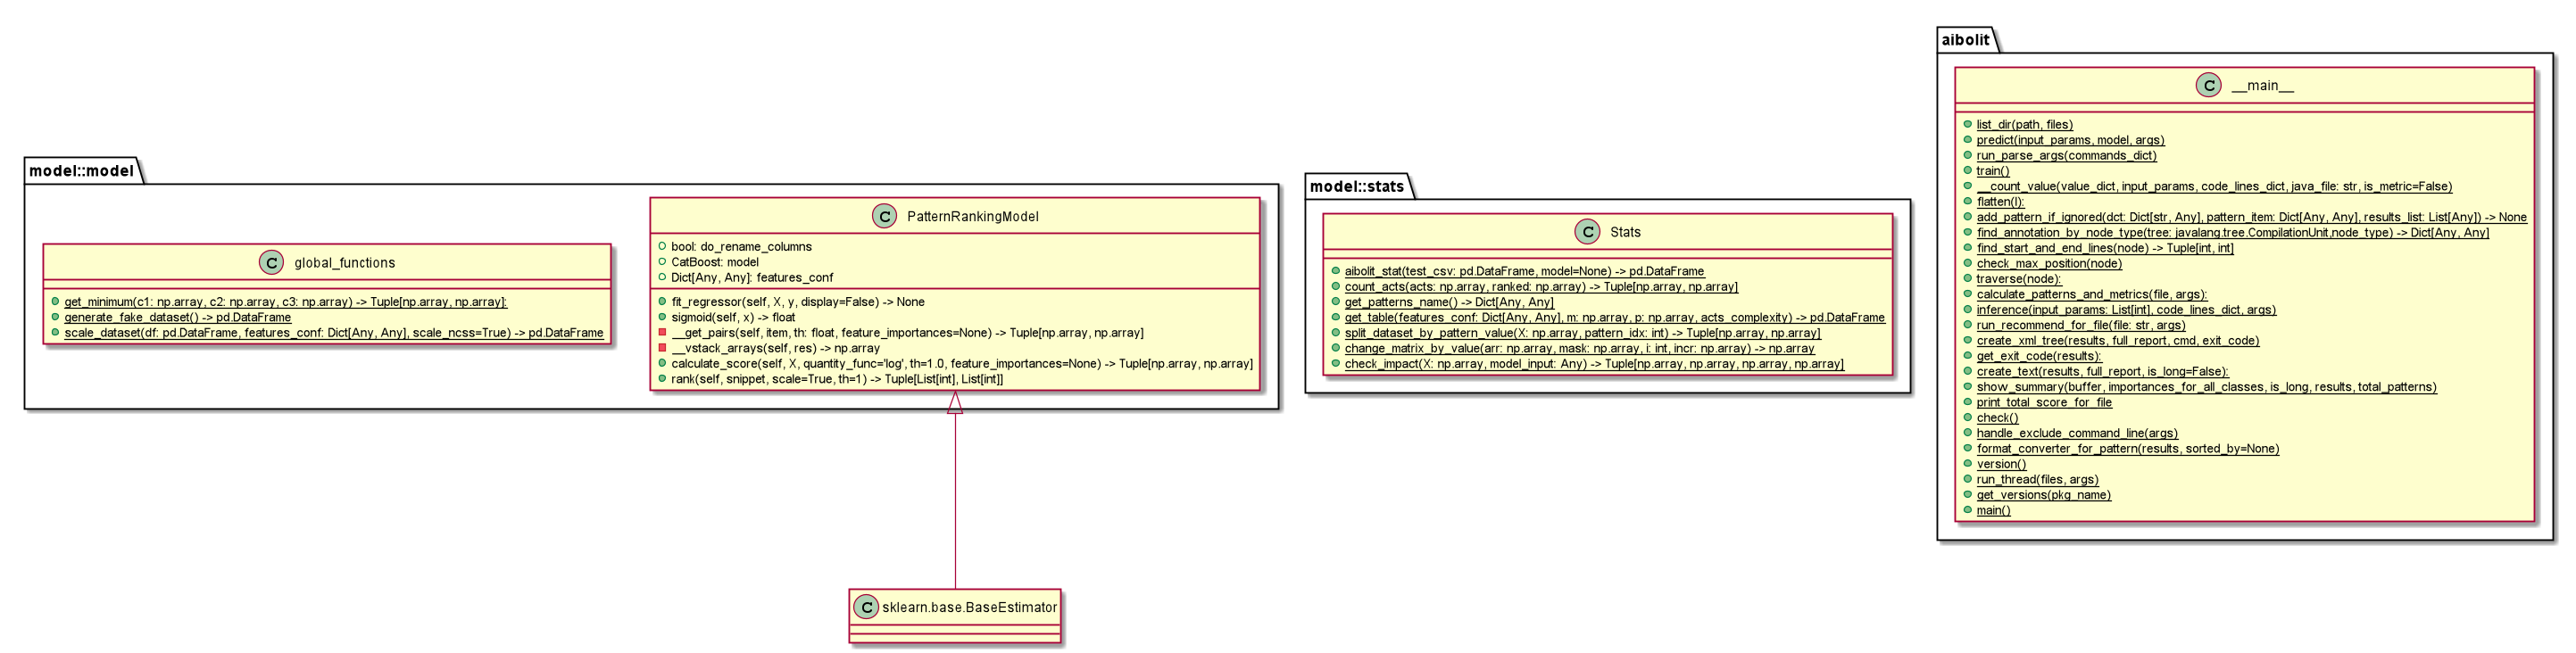 model::model
C global_functions
get_minimum(c1: np.array, c2: np.array, c3: np.array) -> Tuple[np.array, np.array]:
generate_fake_dataset() -> pd.DataFrame
scale_dataset(df: pd.DataFrame, features_conf: Dict[Any, Any], scale_ncss=True) -> pd.DataFrame
C PatternRankingModel
bool: do_rename_columns
CatBoost: model
Dict[Any, Any]: features_conf
fit_regressor(self, X, y, display=False) -> None
sigmoid(self, x) -> float
__get_pairs(self, item, th: float, feature_importances=None) -> Tuple[np.array, np.array]
__vstack_arrays(self, res) -> np.array
calculate_score(self, X, quantity_func='log', th=1.0, feature_importances=None) -> Tuple[np.array, np.array]
rank(self, snippet, scale=True, th=1) -> Tuple[List[int], List[int]]
C sklearn.base.BaseEstimator
model::stats
C Stats
aibolit_stat(test_csv: pd.DataFrame, model=None) -> pd.DataFrame
count_acts(acts: np.array, ranked: np.array) -> Tuple[np.array, np.array]
get_patterns_name() -> Dict[Any, Any]
get_table(features_conf: Dict[Any, Any], m: np.array, p: np.array, acts_complexity) -> pd.DataFrame
split_dataset_by_pattern_value(X: np.array, pattern_idx: int) -> Tuple[np.array, np.array]
change_matrix_by_value(arr: np.array, mask: np.array, i: int, incr: np.array) -> np.array
check_impact(X: np.array, model_input: Any) -> Tuple[np.array, np.array, np.array, np.array]
aibolit
C __main__
list_dir(path, files)
predict(input_params, model, args)
run_parse_args(commands_dict)
train()
__count_value(value_dict, input_params, code_lines_dict, java_file: str, is_metric=False)
flatten(l):
add_pattern_if_ignored(dct: Dict[str, Any], pattern_item: Dict[Any, Any], results_list: List[Any]) -> None
find_annotation_by_node_type(tree: javalang.tree.CompilationUnit,node_type) -> Dict[Any, Any]
find_start_and_end_lines(node) -> Tuple[int, int]
check_max_position(node)
traverse(node):
calculate_patterns_and_metrics(file, args):
inference(input_params: List[int], code_lines_dict, args)
run_recommend_for_file(file: str, args)
create_xml_tree(results, full_report, cmd, exit_code)
get_exit_code(results):
create_text(results, full_report, is_long=False):
show_summary(buffer, importances_for_all_classes, is_long, results, total_patterns)
print_total_score_for_file
check()
handle_exclude_command_line(args)
format_converter_for_pattern(results, sorted_by=None)
version()
run_thread(files, args)
get_versions(pkg_name)
main()